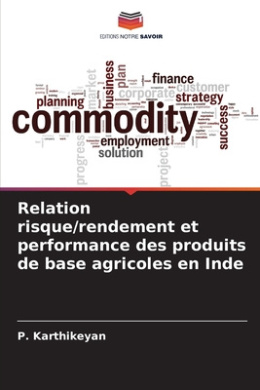 EDITIONS NOTRE SAVOIR
business
plan
market
finance
corporate
customer
planning
strategy
commodity
success
progress
employment
project
solution
Relation
risque/rendement et
performance des produits
de base agricoles en Inde
P. Karthikeyan